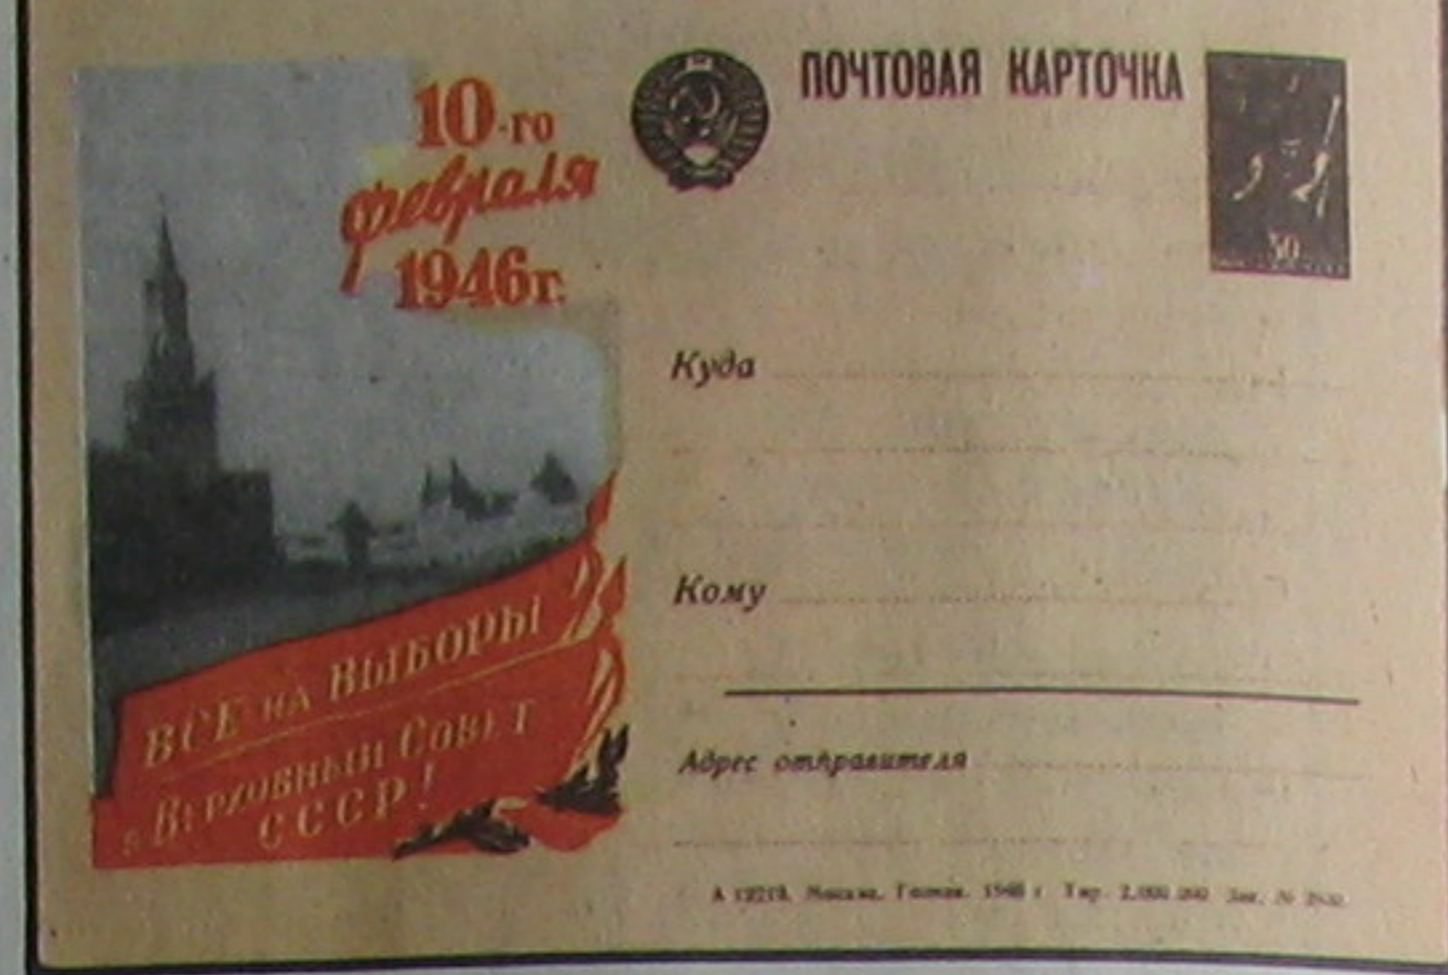 10-го
февраля
1946г.
ПОЧТОВАЯ КАРТОЧКА
Куда
Кому
Адрес отправителя
ВСЕ НА ВЫБОРЫ
в ВЕРХОВНЫЙ СОВЕТ
СССР!
Москва.